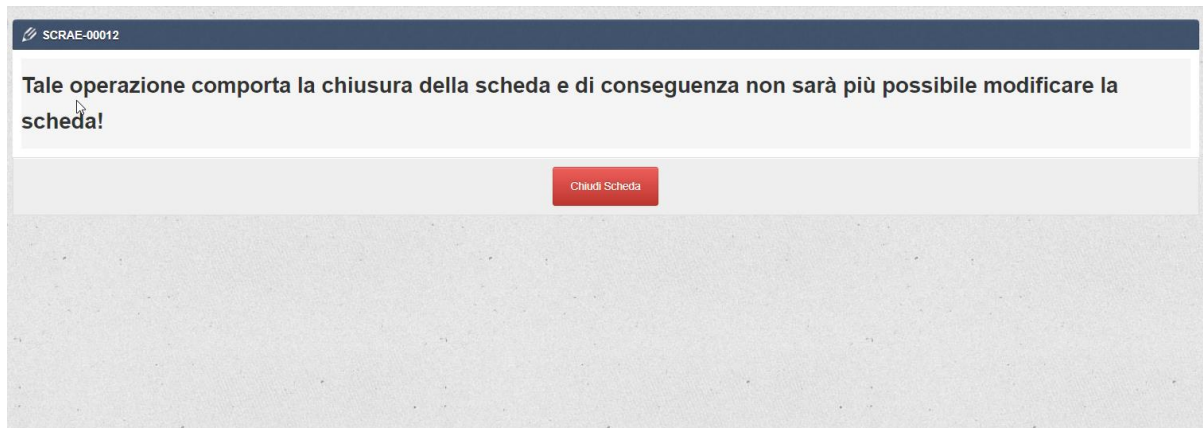 SCRAE-00012
Tale operazione comporta la chiusura della scheda e di conseguenza non sarà più possibile modificare la
scheda!
Chiudi Scheda